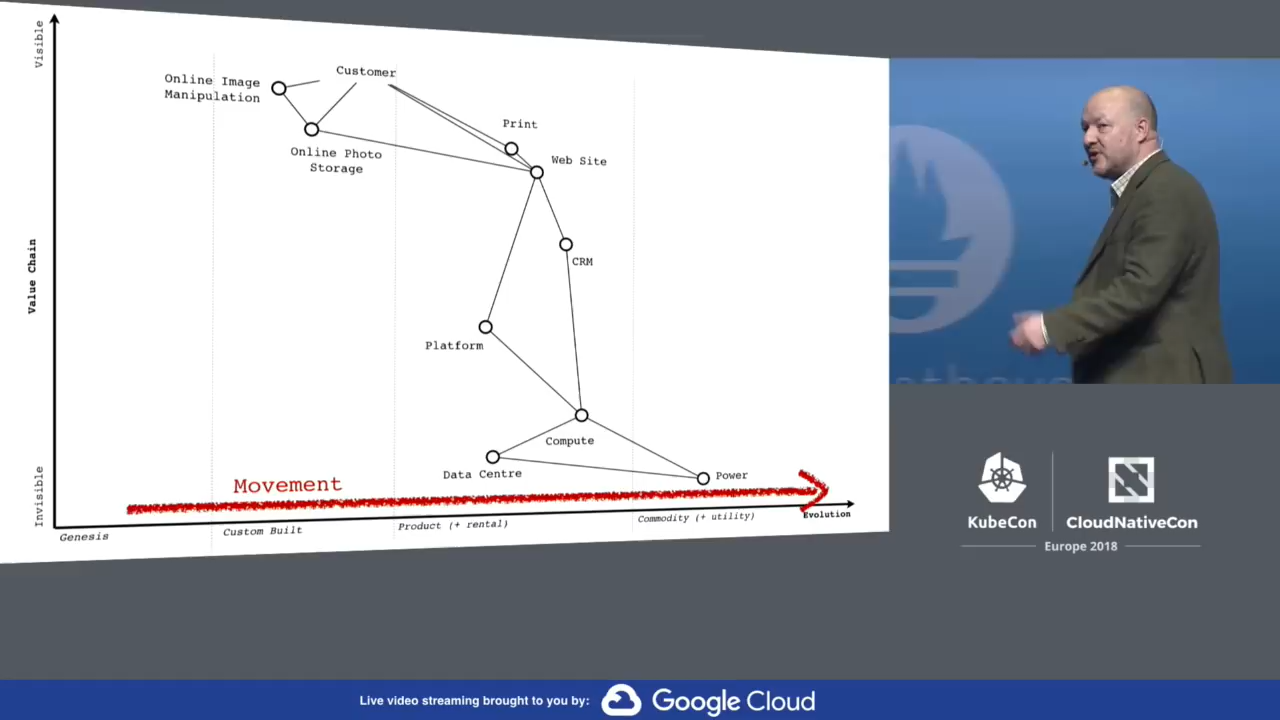 Visible
Customer
Online Image
Manipulation
Print
Online Photo
Storage
Web Site
Value Chain
CRM
Platform
Compute
Data Centre
Power
Invisible
Movement
Evolution
Genesis
Custom Built
Product (+ rental)
Commodity (+ utility)
KubeCon
CloudNativeCon
Europe 2018
Live video streaming brought to you by:
Google Cloud